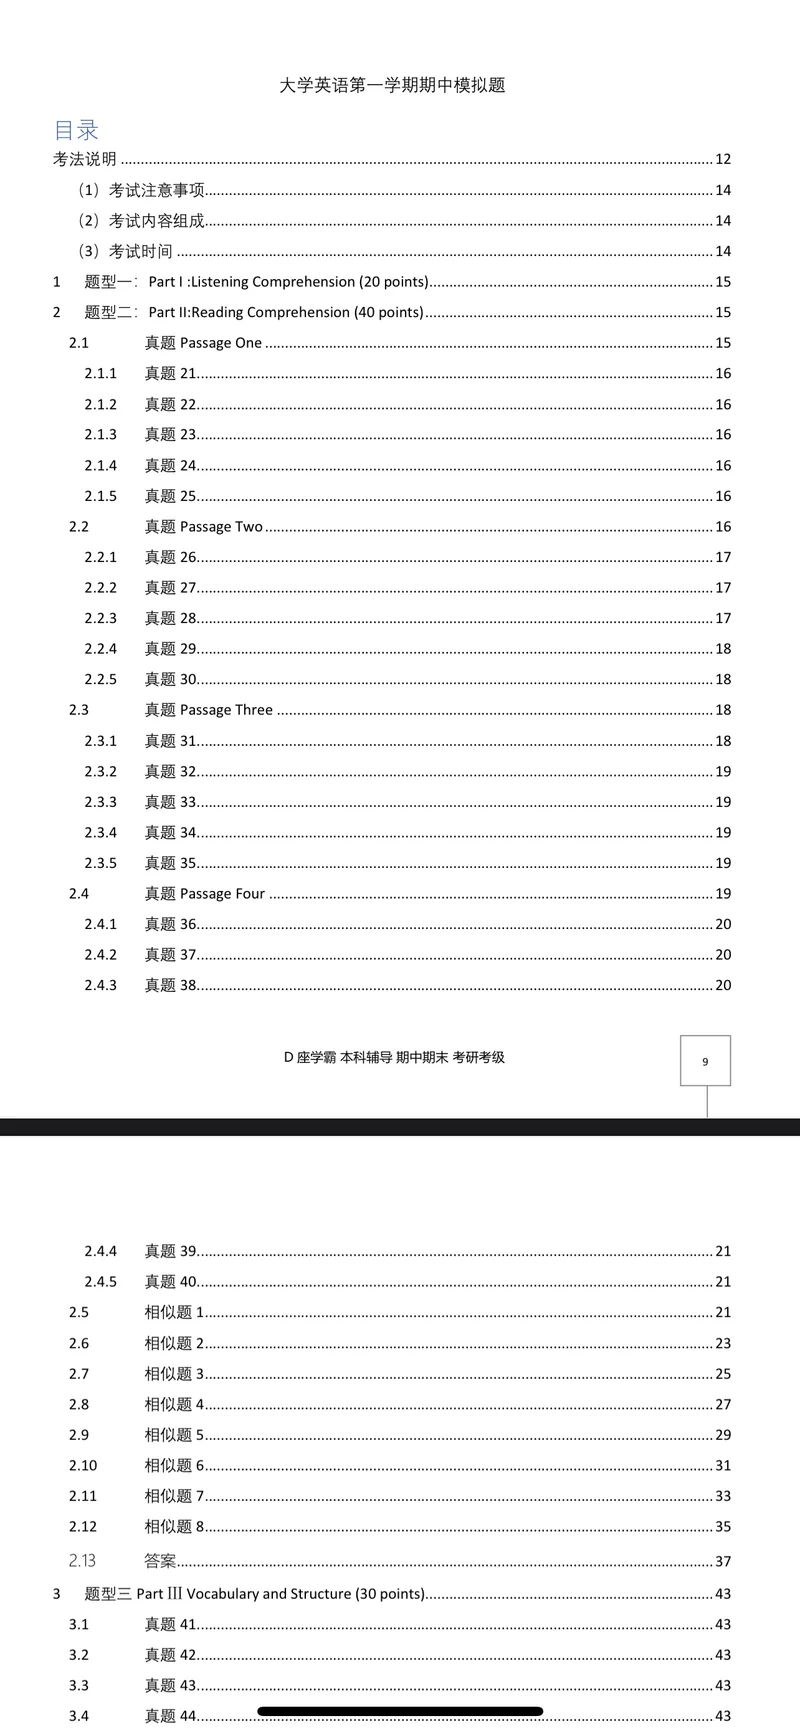 大学英语第一学期期中模拟题
目录
考法说明 ........ 12
（1）考试注意事项........ 14
（2）考试内容组成........ 14
（3）考试时间 ........ 14
1 题型一：Part I :Listening Comprehension (20 points)........ 15
2 题型二：Part II:Reading Comprehension (40 points)........ 15
2.1 真题 Passage One ........ 15
2.1.1 真题 21........ 16
2.1.2 真题 22........ 16
2.1.3 真题 23........ 16
2.1.4 真题 24........ 16
2.1.5 真题 25........ 16
2.2 真题 Passage Two ........ 16
2.2.1 真题 26........ 17
2.2.2 真题 27........ 17
2.2.3 真题 28........ 17
2.2.4 真题 29........ 18
2.2.5 真题 30........ 18
2.3 真题 Passage Three ........ 18
2.3.1 真题 31........ 18
2.3.2 真题 32........ 19
2.3.3 真题 33........ 19
2.3.4 真题 34........ 19
2.3.5 真题 35........ 19
2.4 真题 Passage Four ........ 19
2.4.1 真题 36........ 20
2.4.2 真题 37........ 20
2.4.3 真题 38........ 20
D 座学霸 本科辅导 期中期末 考研考级
9
2.4.4 真题 39........ 21
2.4.5 真题 40........ 21
2.5 相似题 1........ 21
2.6 相似题 2........ 23
2.7 相似题 3........ 25
2.8 相似题 4........ 27
2.9 相似题 5........ 29
2.10 相似题 6........ 31
2.11 相似题 7........ 33
2.12 相似题 8........ 35
2.13 答案........ 37
3 题型三 Part III Vocabulary and Structure (30 points)........ 43
3.1 真题 41........ 43
3.2 真题 42........ 43
3.3 真题 43........ 43
3.4 真题 44........ 43